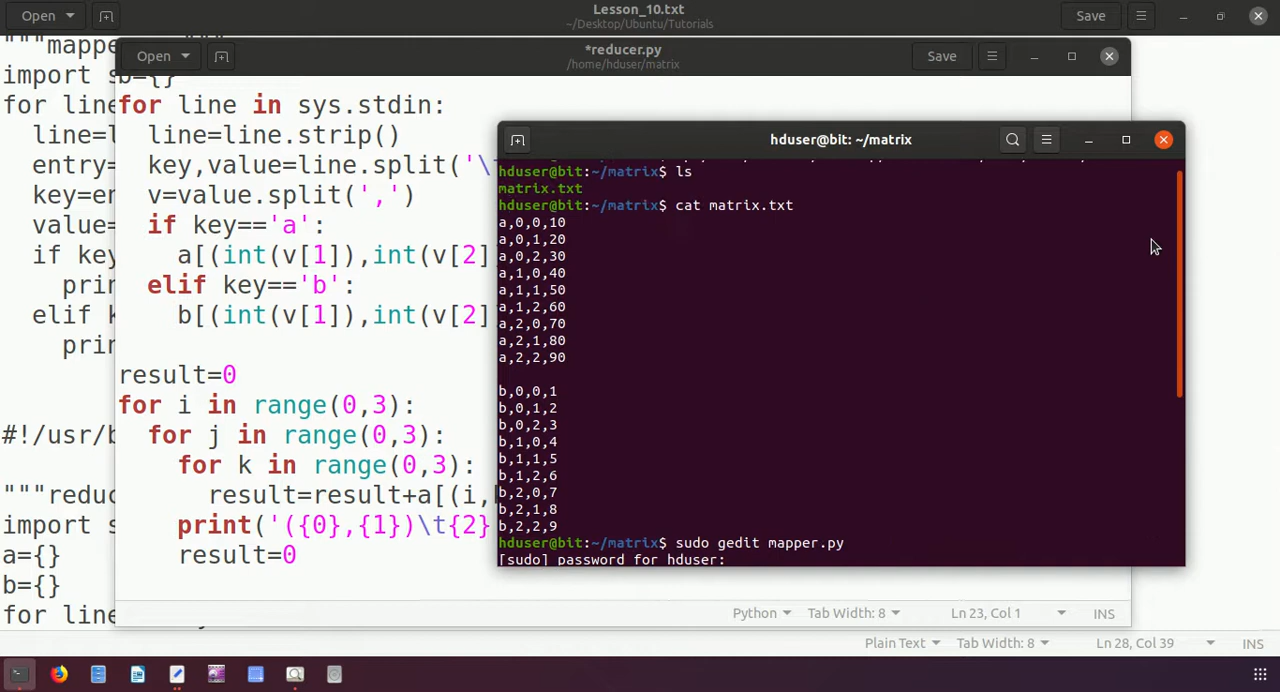 Open
Lesson_10.txt
~/Desktop/Ubuntu/Tutorials
Save
"""mapper
import s
for line
line=l
entry=
key=en
value=
if key
prin
elif k
prin
#!/usr/b
"""reduc
import s
a={}
b={}
for lin
Plain Text
Tab Width: 8
Ln 28, Col 39
INS
Open
*reducer.py
/home/hduser/matrix
Save
b={}
for line in sys.stdin:
line=line.strip()
key,value=line.split('\
v=value.split(',')
if key=='a':
a[(int(v[1]),int(v[2]
elif key=='b':
b[(int(v[1]),int(v[2]
result=0
for i in range(0,3):
for j in range(0,3):
for k in range(0,3):
result=result+a[(i,
print('({0},{1})\t{2}
result=0
Python
Tab Width: 8
Ln 23, Col 1
INS
hduser@bit: ~/matrix
hduser@bit:~/matrix$ ls
matrix.txt
hduser@bit:~/matrix$ cat matrix.txt
a,0,0,10
a,0,1,20
a,0,2,30
a,1,0,40
a,1,1,50
a,1,2,60
a,2,0,70
a,2,1,80
a,2,2,90
b,0,0,1
b,0,1,2
b,0,2,3
b,1,0,4
b,1,1,5
b,1,2,6
b,2,0,7
b,2,1,8
b,2,2,9
hduser@bit:~/matrix$ sudo gedit mapper.py
[sudo] password for hduser: